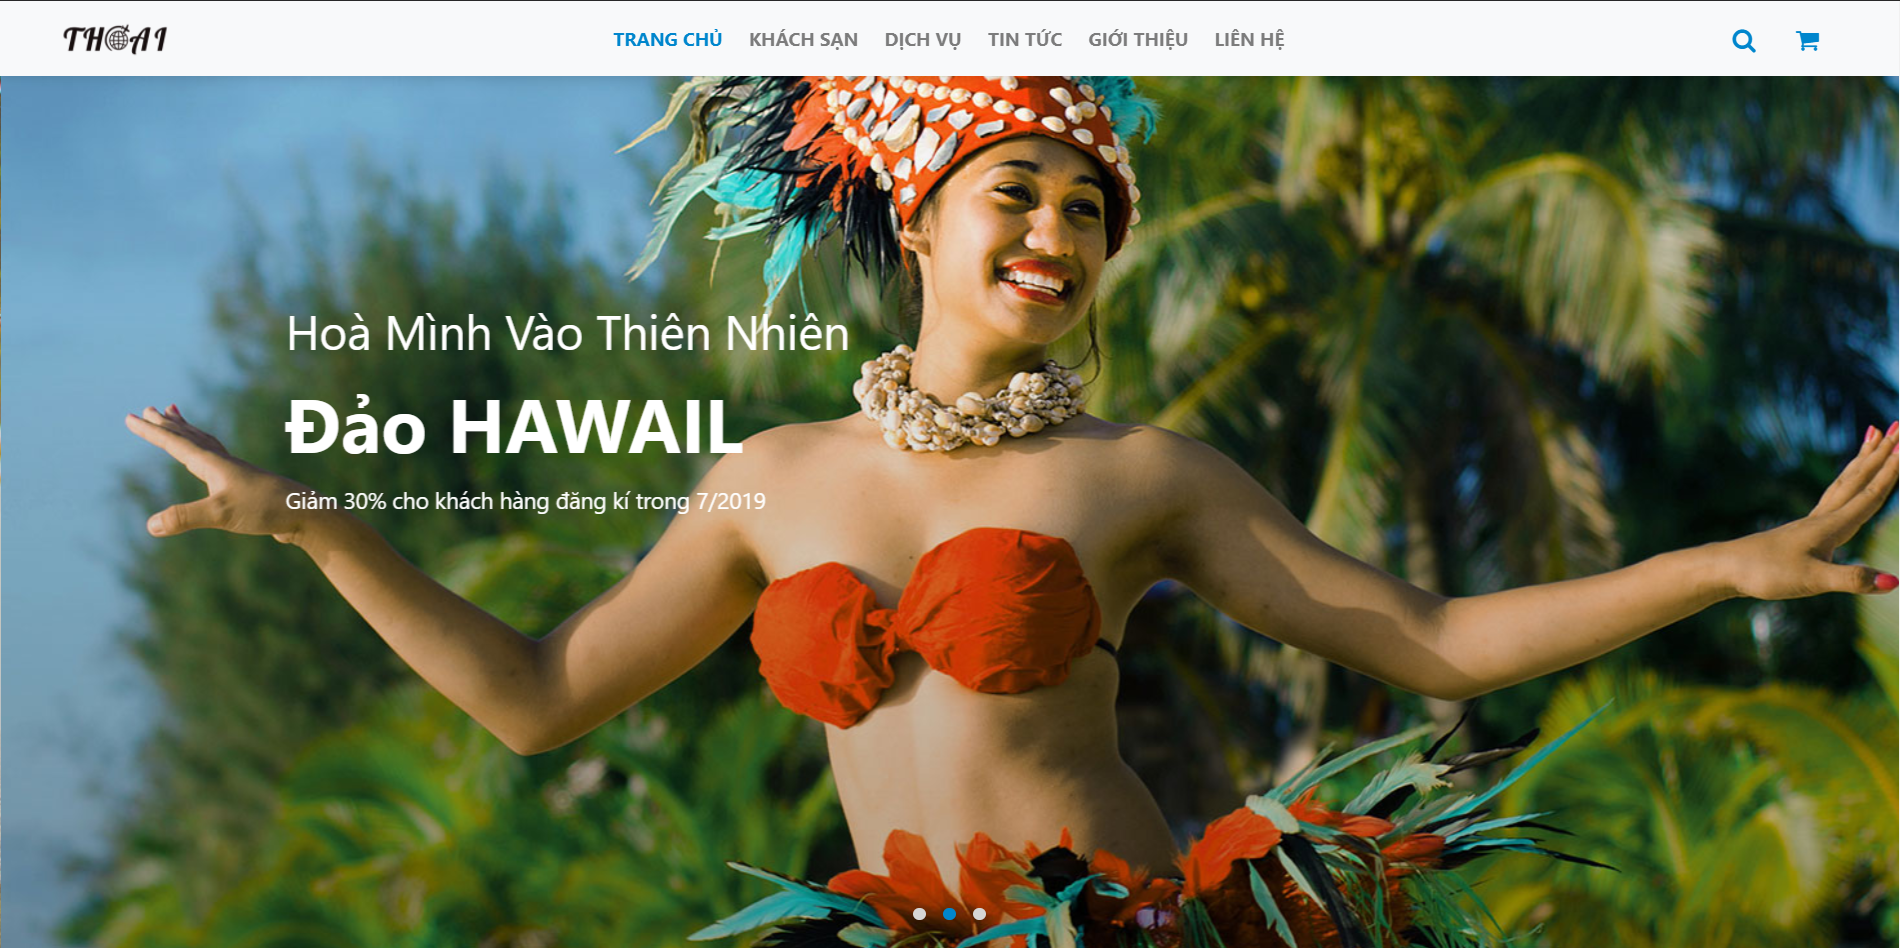 THOAI
TRANG CHỦ KHÁCH SẠN DỊCH VỤ TIN TỨC GIỚI THIỆU LIÊN HỆ
Hoà Mình Vào Thiên Nhiên
Đảo HAWAIL
Giảm 30% cho khách hàng đăng kí trong 7/2019